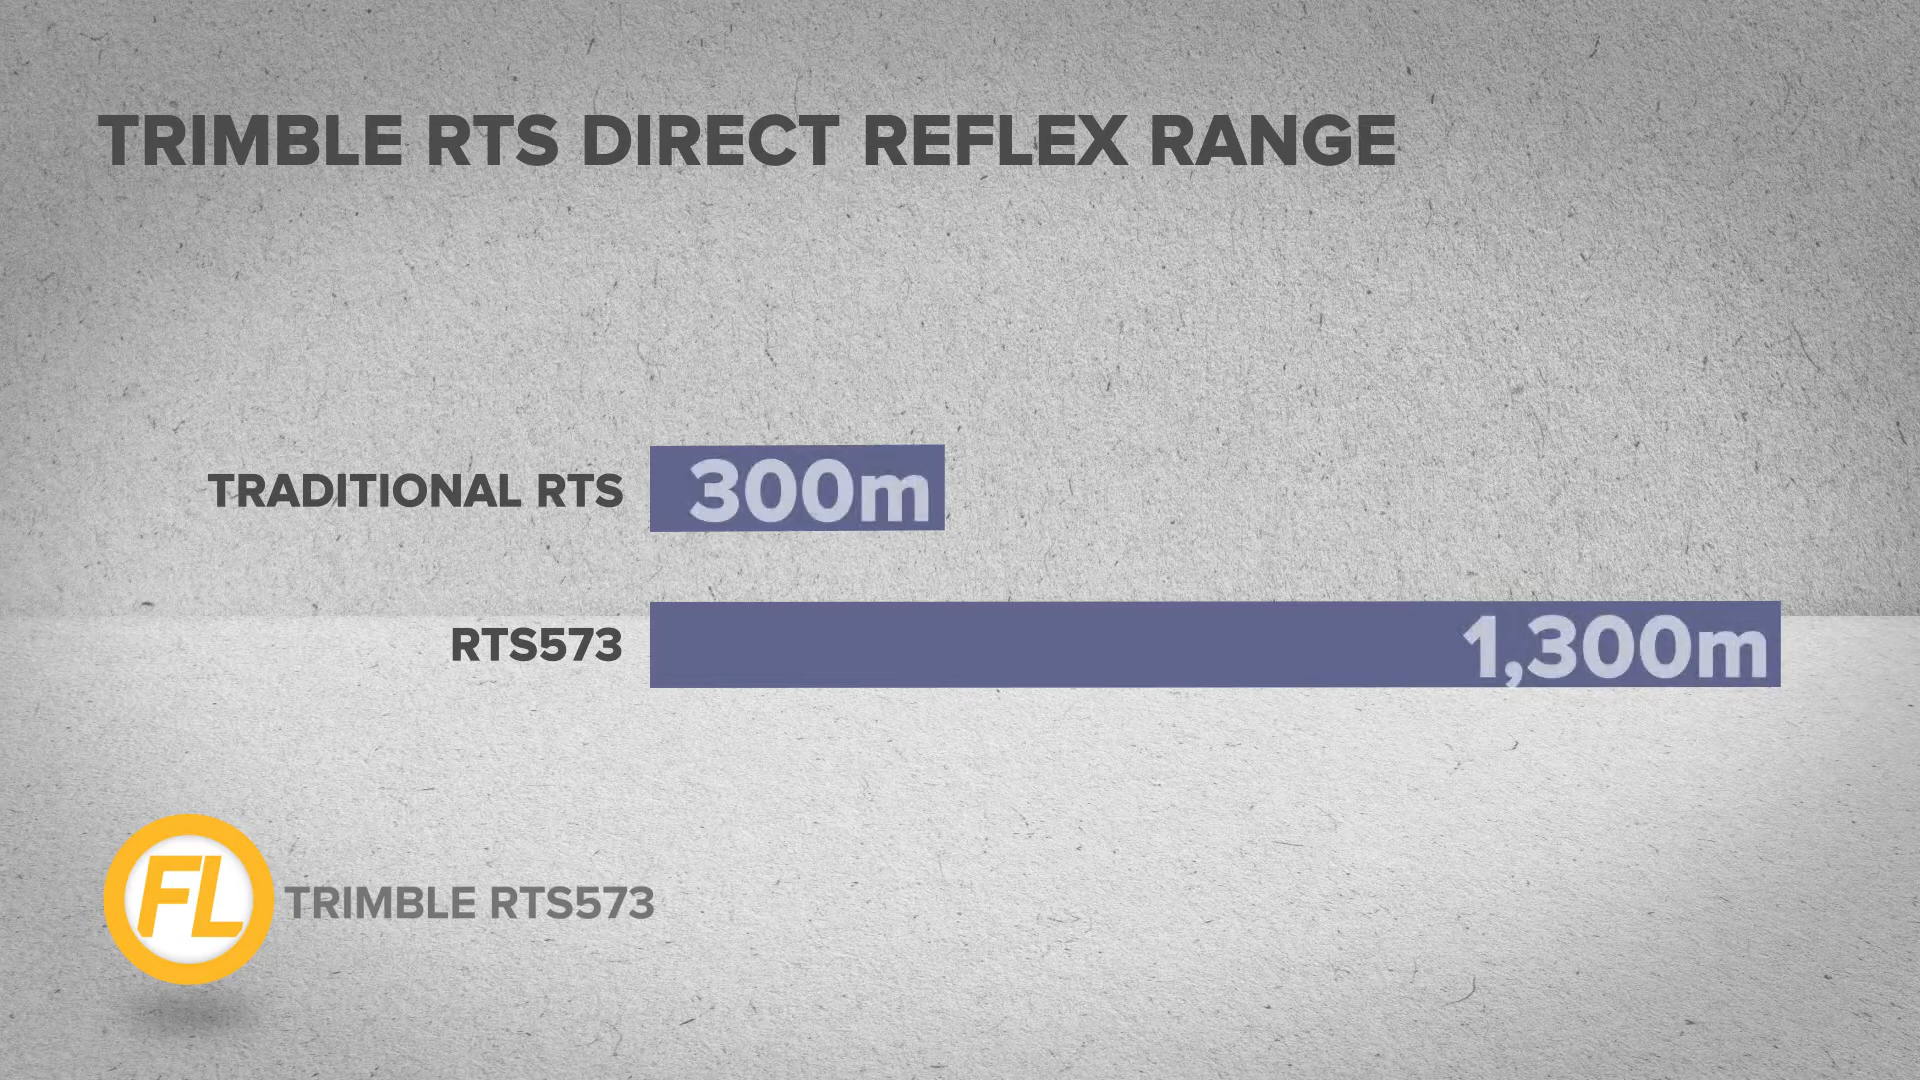 TRIMBLE RTS DIRECT REFLEX RANGE
TRADITIONAL RTS 300m
RTS573 1,300m
FL TRIMBLE RTS573